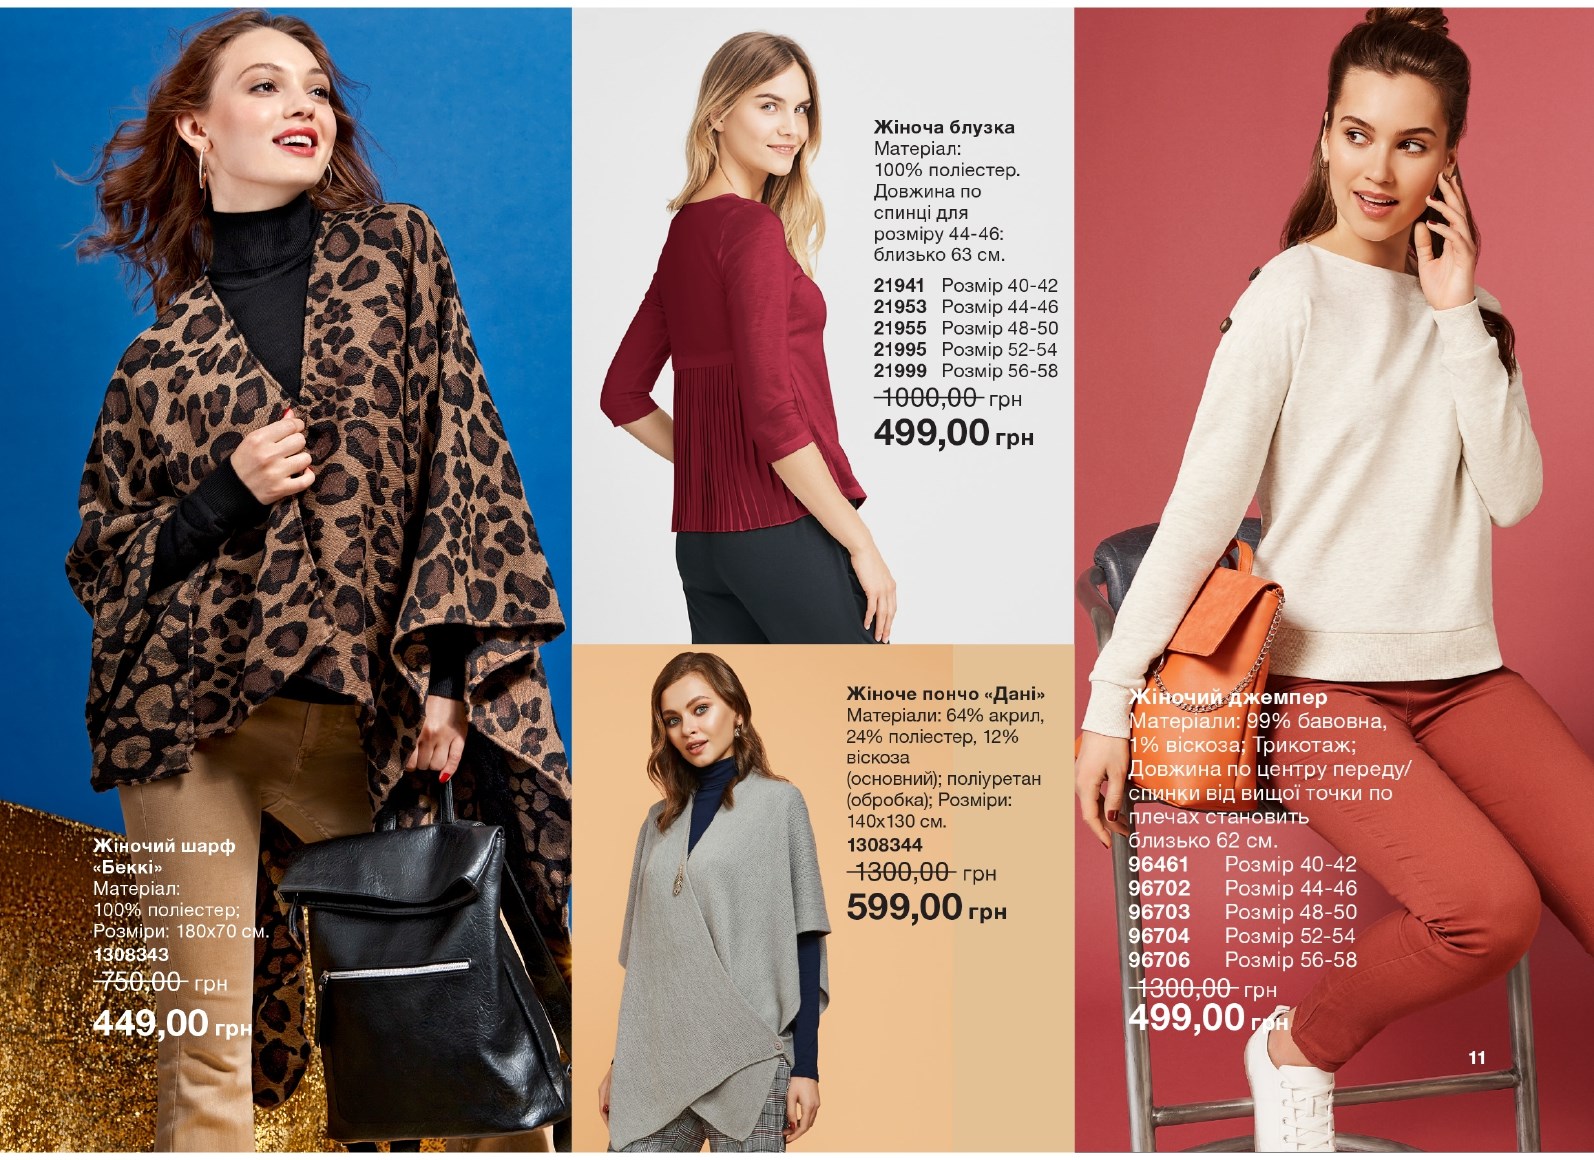 Жіноча блузка
Матеріал:
100% поліестер.
Довжина по
спинці для
розміру 44-46:
близько 63 см.
21941 Розмір 40-42
21953 Розмір 44-46
21955 Розмір 48-50
21995 Розмір 52-54
21999 Розмір 56-58
1000,00 грн
499,00 грн
Жіноче пончо «Дані»
Матеріали: 64% акрил,
24% поліестер, 12%
віскоза
(основний); поліуретан
(обробка); Розміри:
140х130 см.
1308344
1300,00 грн
599,00 грн
Жіночий шарф
«Беккі»
Матеріал:
100% поліестер;
Розміри: 180х70 см.
1308343
750,00 грн
449,00 грн
Жіночий джемпер
Матеріали: 99% бавовна,
1% віскоза; Трикотаж;
Довжина по центру переду/
спинки від вищої точки по
плечах становить
близько 62 см.
96461 Розмір 40-42
96702 Розмір 44-46
96703 Розмір 48-50
96704 Розмір 52-54
96706 Розмір 56-58
1300,00 грн
499,00 грн
11